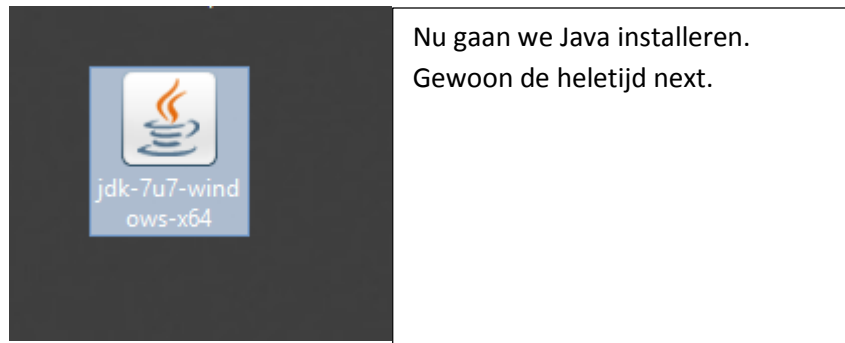 jdk-7u7-wind
ows-x64
Nu gaan we Java installeren.
Gewoon de heletijd next.